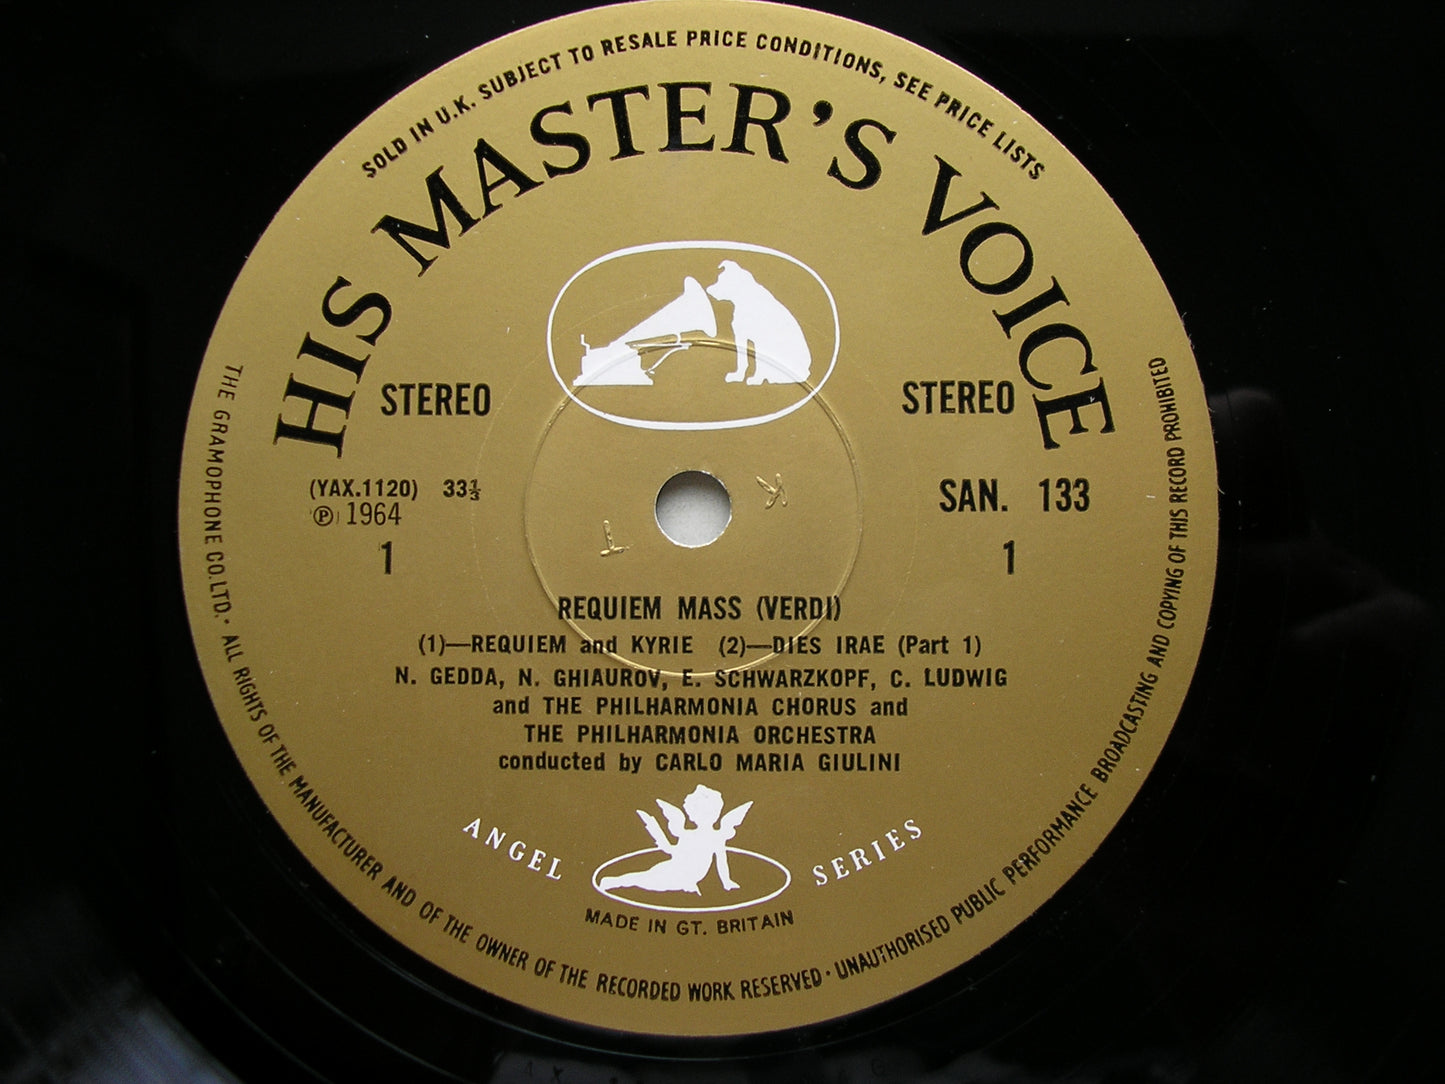 SOLD IN U.K. SUBJECT TO RESALE PRICE CONDITIONS, SEE PRICE LISTS
HIS MASTER'S VOICE
STEREO STEREO
(YAX.1120) 33⅓ SAN. 133
℗ 1964
1 1
REQUIEM MASS (VERDI)
(1)—REQUIEM and KYRIE (2)—DIES IRAE (Part 1)
N. GEDDA, N. GHIAUROV, E. SCHWARZKOPF, C. LUDWIG
and THE PHILHARMONIA CHORUS and
THE PHILHARMONIA ORCHESTRA
conducted by CARLO MARIA GIULINI
ANGEL SERIES
MADE IN GT. BRITAIN
THE GRAMOPHONE CO. LTD. · ALL RIGHTS OF THE MANUFACTURER AND OF THE OWNER OF THE RECORDED WORK RESERVED · UNAUTHORISED PUBLIC PERFORMANCE BROADCASTING AND COPYING OF THIS RECORD PROHIBITED
K
T